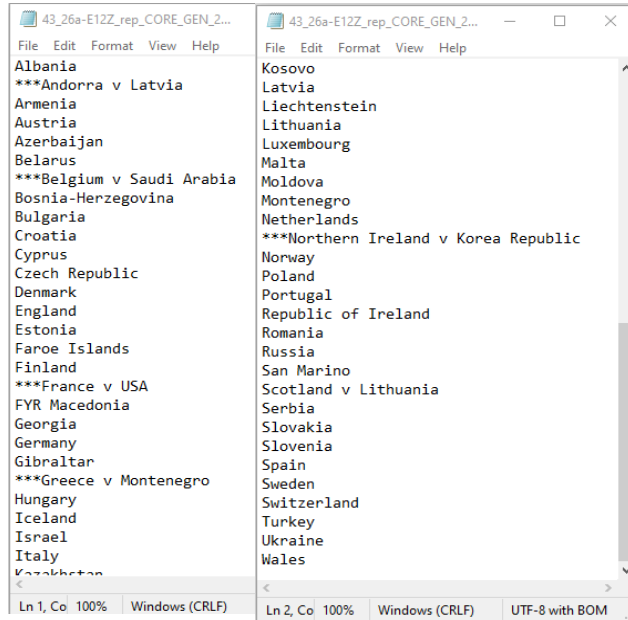 43_26a-E12Z_rep_CORE_GEN_2...
File Edit Format View Help
Albania
***Andorra v Latvia
Armenia
Austria
Azerbaijan
Belarus
***Belgium v Saudi Arabia
Bosnia-Herzegovina
Bulgaria
Croatia
Cyprus
Czech Republic
Denmark
England
Estonia
Faroe Islands
Finland
***France v USA
FYR Macedonia
Georgia
Germany
Gibraltar
***Greece v Montenegro
Hungary
Iceland
Israel
Italy
Kazakhstan
Ln 1, Co 100% Windows (CRLF)
43_26a-E12Z_rep_CORE_GEN_2...
File Edit Format View Help
Kosovo
Latvia
Liechtenstein
Lithuania
Luxembourg
Malta
Moldova
Montenegro
Netherlands
***Northern Ireland v Korea Republic
Norway
Poland
Portugal
Republic of Ireland
Romania
Russia
San Marino
Scotland v Lithuania
Serbia
Slovakia
Slovenia
Spain
Sweden
Switzerland
Turkey
Ukraine
Wales
Ln 2, Co 100% Windows (CRLF) UTF-8 with BOM